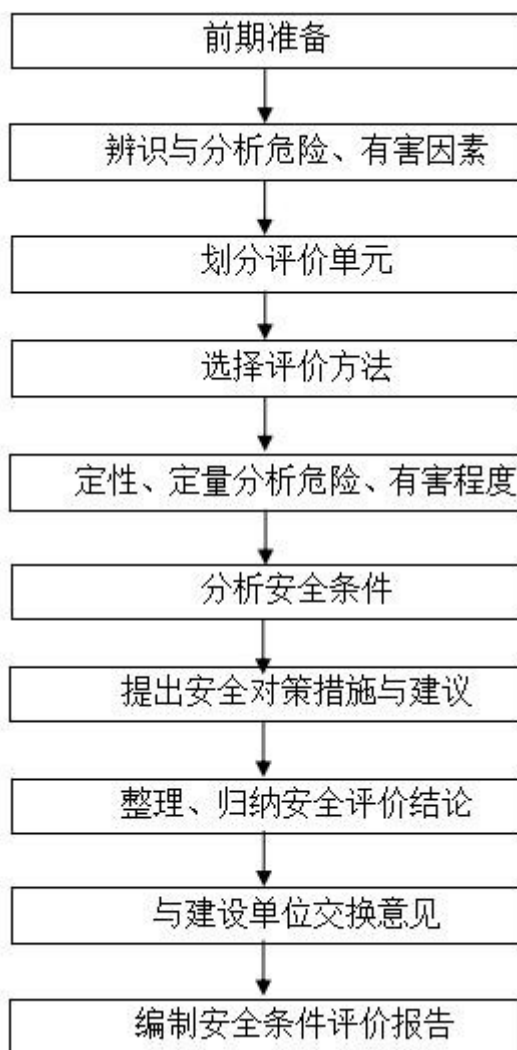 前期准备
辨识与分析危险、有害因素
划分评价单元
选择评价方法
定性、定量分析危险、有害程度
分析安全条件
提出安全对策措施与建议
整理、归纳安全评价结论
与建设单位交换意见
编制安全条件评价报告